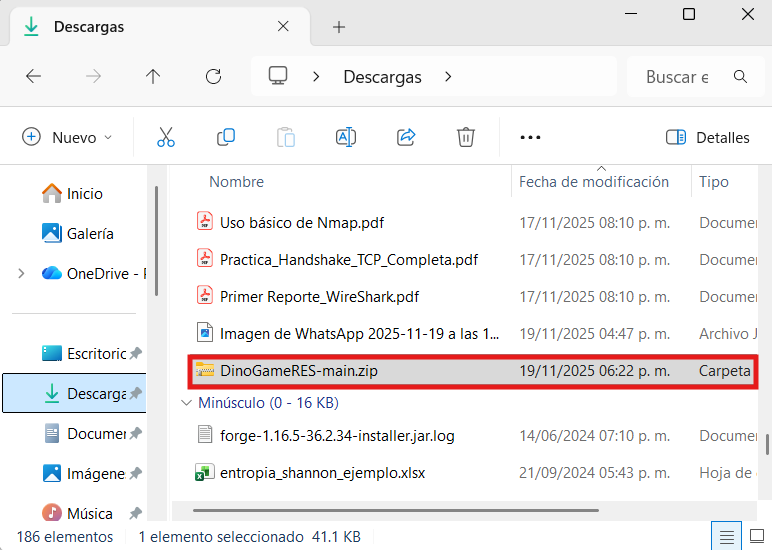 Descargas
Descargas
Buscar e
Nuevo
Detalles
Nombre Fecha de modificación Tipo
Inicio
Galería
OneDrive - P
Escritoric
Descarga
Documer
Imágene
Música
Uso básico de Nmap.pdf 17/11/2025 08:10 p. m. Documer
Practica_Handshake_TCP_Completa.pdf 17/11/2025 08:10 p. m. Documer
Primer Reporte_WireShark.pdf 17/11/2025 08:10 p. m. Documer
Imagen de WhatsApp 2025-11-19 a las 1... 19/11/2025 04:47 p. m. Archivo J
DinoGameRES-main.zip 19/11/2025 06:22 p. m. Carpeta
Minúsculo (0 - 16 KB)
forge-1.16.5-36.2.34-installer.jar.log 14/06/2024 07:10 p. m. Documer
entropia_shannon_ejemplo.xlsx 21/09/2024 05:43 p. m. Hoja de
186 elementos 1 elemento seleccionado 41.1 KB